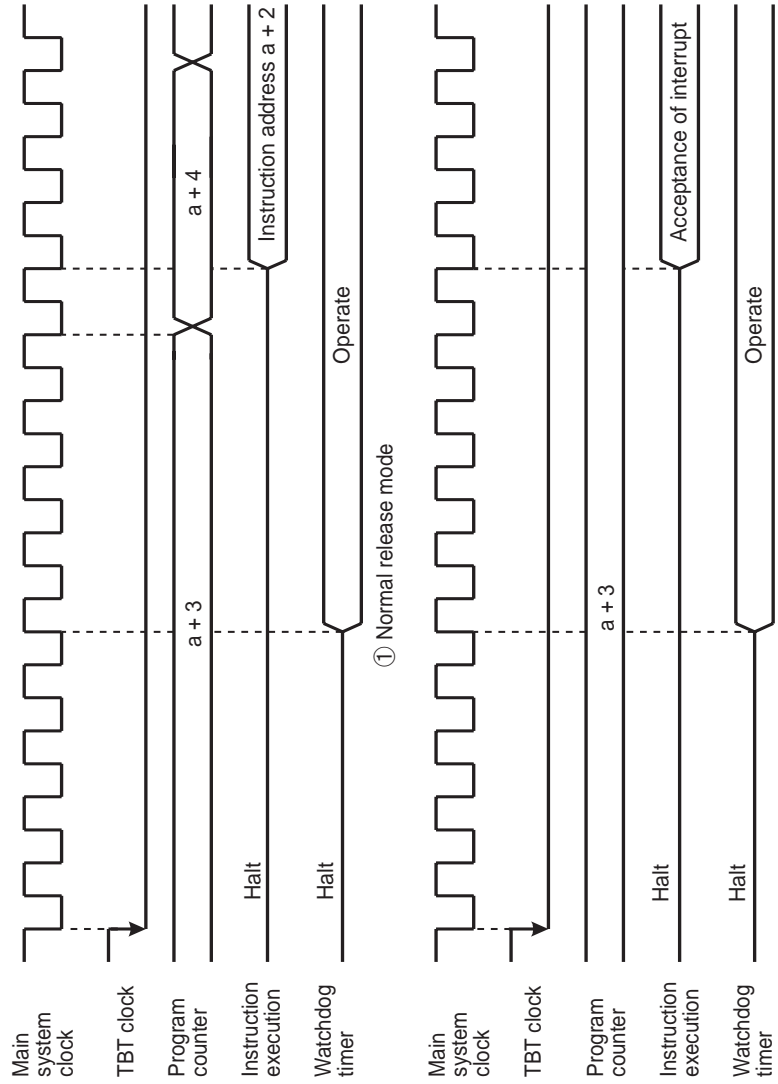 Main
system
clock
TBT clock
Program
counter
a + 3
a + 4
Instruction
execution
Halt
Instruction address a + 2
Watchdog
timer
Halt
Operate
① Normal release mode
Main
system
clock
TBT clock
Program
counter
a + 3
Instruction
execution
Halt
Acceptance of interrupt
Watchdog
timer
Halt
Operate